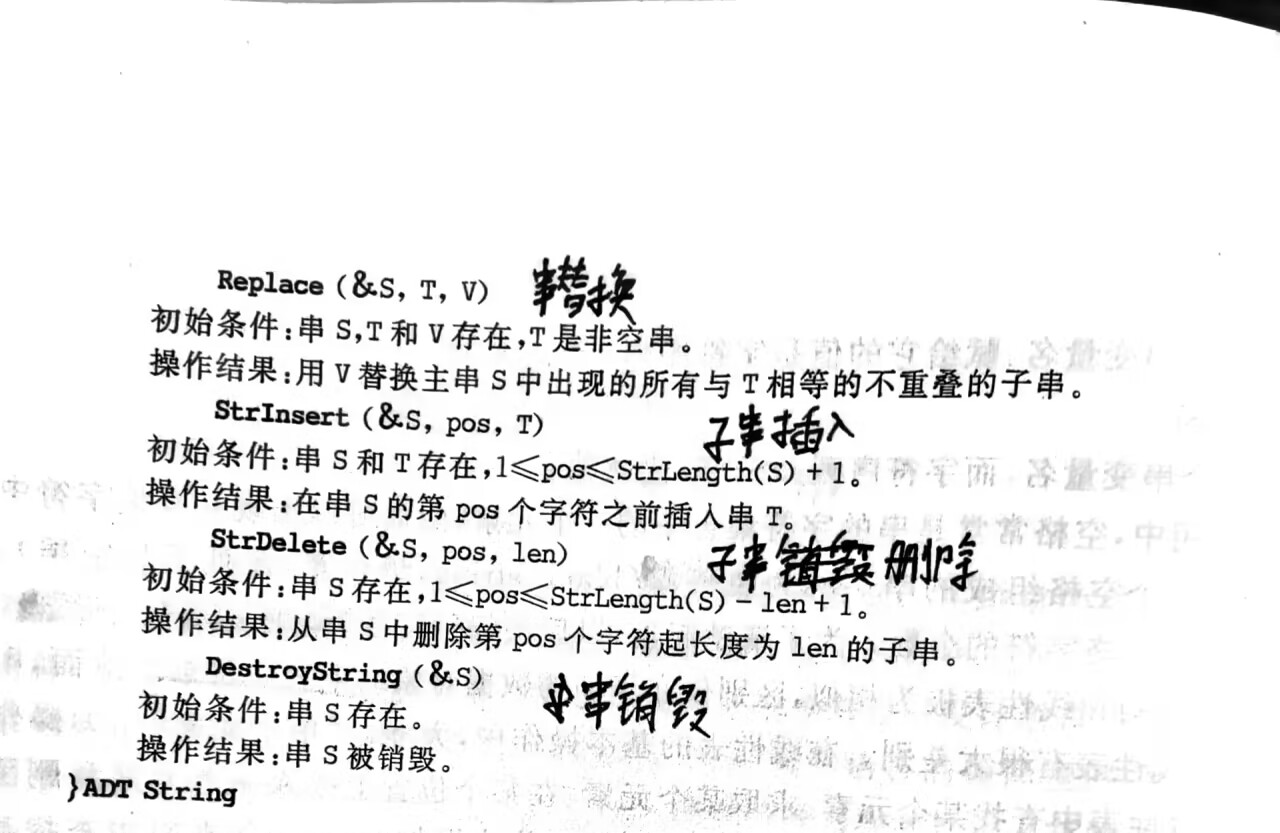 Replace (&S, T, V) 串替换
初始条件:串 S,T 和 V 存在,T 是非空串。
操作结果:用 V 替换主串 S 中出现的所有与 T 相等的不重叠的子串。
StrInsert (&S, pos, T) 子串插入
初始条件:串 S 和 T 存在,1≤pos≤StrLength(S)+1。
操作结果:在串 S 的第 pos 个字符之前插入串 T。
StrDelete (&S, pos, len) 子串销毁 删除
初始条件:串 S 存在,1≤pos≤StrLength(S)-len+1。
操作结果:从串 S 中删除第 pos 个字符起长度为 len 的子串。
DestroyString (&S) 串销毁
初始条件:串 S 存在。
操作结果:串 S 被销毁。
}ADT String